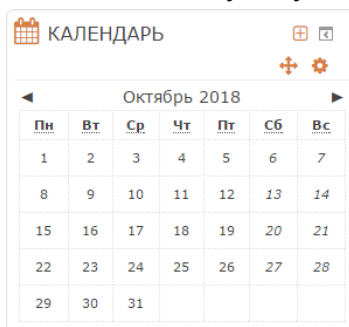 КАЛЕНДАРЬ
◄ Октябрь 2018 ►
Пн Вт Ср Чт Пт Сб Вс
1 2 3 4 5 6 7
8 9 10 11 12 13 14
15 16 17 18 19 20 21
22 23 24 25 26 27 28
29 30 31